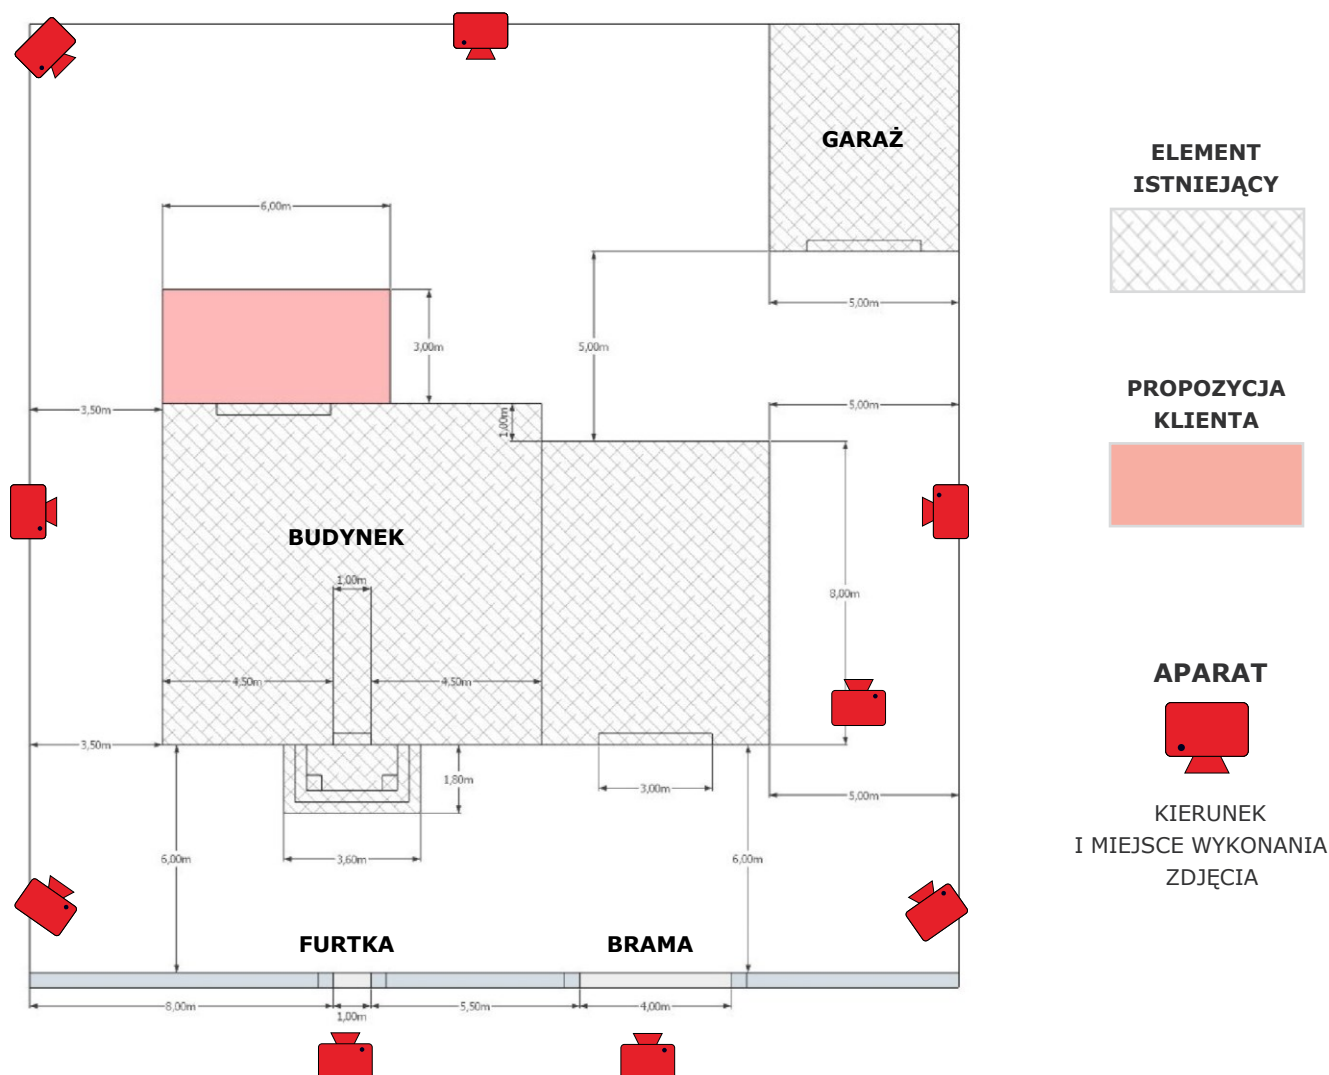 GARAŻ
ELEMENT
ISTNIEJĄCY
6,00m
5,00m
3,00m
5,00m
PROPOZYCJA
KLIENTA
3,50m
5,00m
1,00m
BUDYNEK
1,00m
8,00m
4,50m
4,50m
APARAT
3,50m
1,80m
3,00m
5,00m
KIERUNEK
I MIEJSCE WYKONANIA
ZDJĘCIA
6,00m
3,60m
6,00m
FURTKA
BRAMA
8,00m
1,00m
5,50m
4,00m